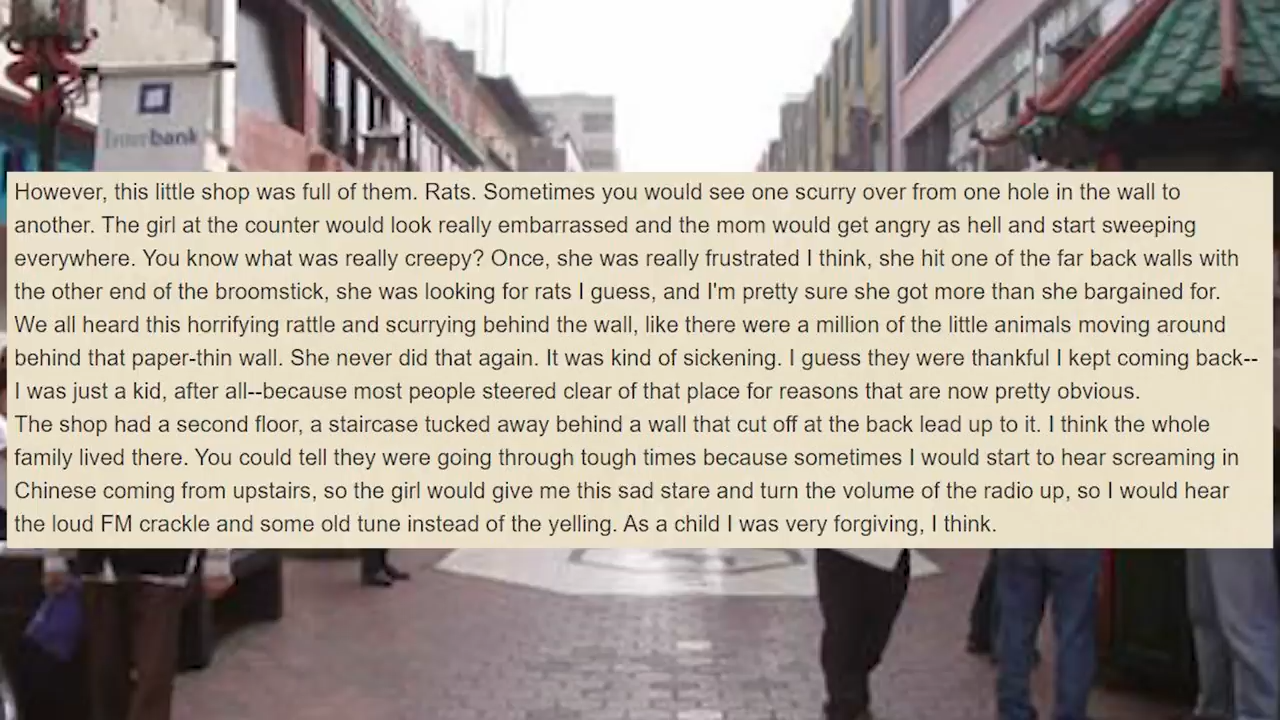 Interbank
However, this little shop was full of them. Rats. Sometimes you would see one scurry over from one hole in the wall to
another. The girl at the counter would look really embarrassed and the mom would get angry as hell and start sweeping
everywhere. You know what was really creepy? Once, she was really frustrated I think, she hit one of the far back walls with
the other end of the broomstick, she was looking for rats I guess, and I'm pretty sure she got more than she bargained for.
We all heard this horrifying rattle and scurrying behind the wall, like there were a million of the little animals moving around
behind that paper-thin wall. She never did that again. It was kind of sickening. I guess they were thankful I kept coming back--
I was just a kid, after all--because most people steered clear of that place for reasons that are now pretty obvious.
The shop had a second floor, a staircase tucked away behind a wall that cut off at the back lead up to it. I think the whole
family lived there. You could tell they were going through tough times because sometimes I would start to hear screaming in
Chinese coming from upstairs, so the girl would give me this sad stare and turn the volume of the radio up, so I would hear
the loud FM crackle and some old tune instead of the yelling. As a child I was very forgiving, I think.